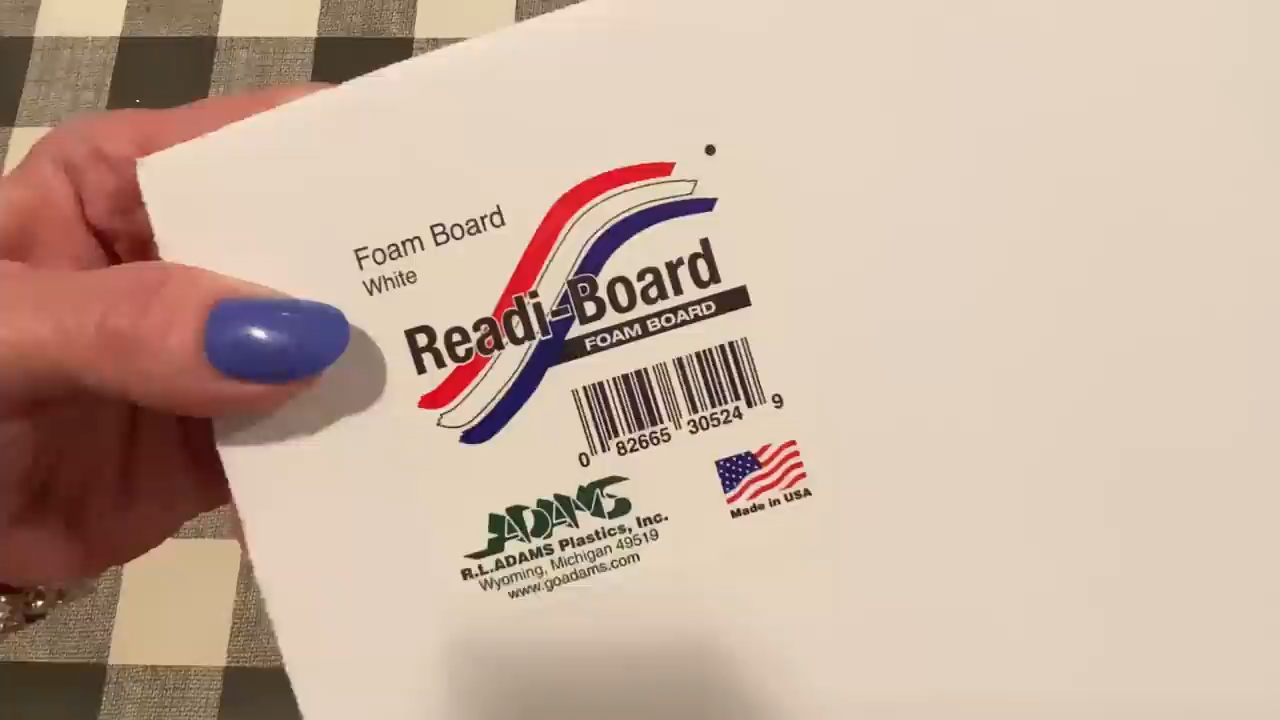 Foam Board
White
Readi-Board
FOAM BOARD
0 82665 30524 9
ADAMS
R.L.ADAMS Plastics, Inc.
Wyoming, Michigan 49519
www.goadams.com
Made in USA